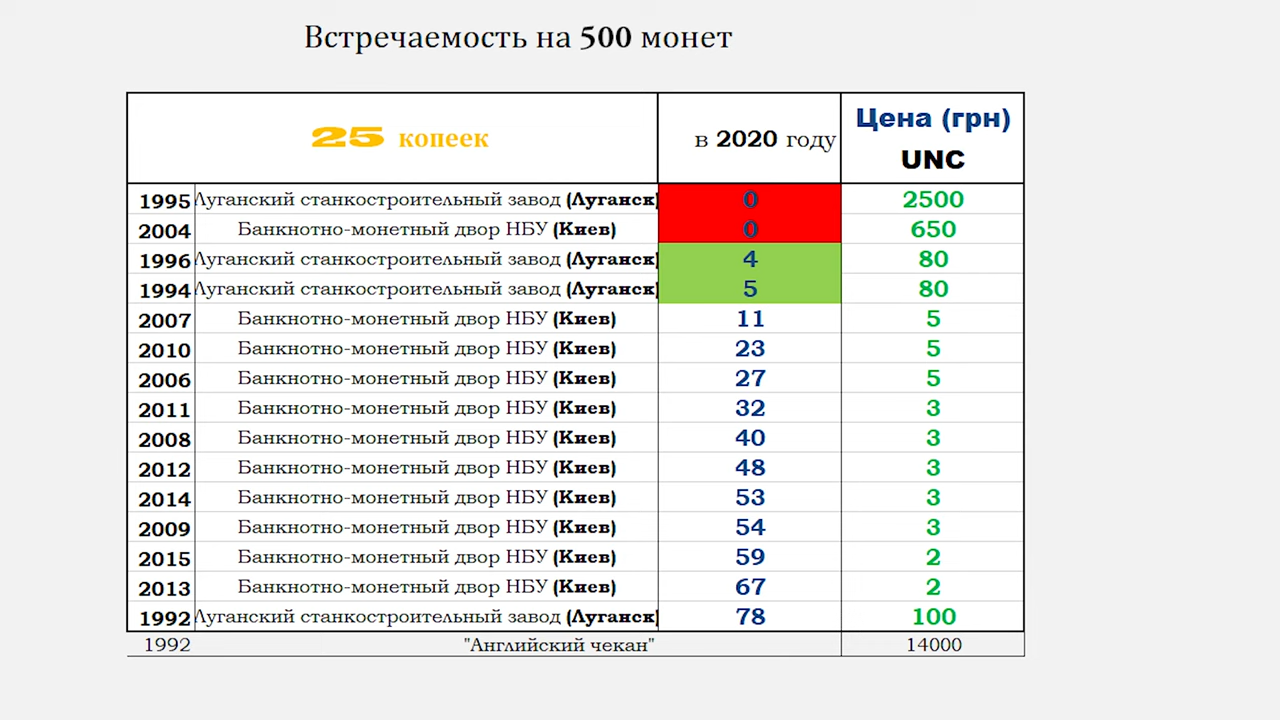 Встречаемость на 500 монет
25 копеек в 2020 году Цена (грн) UNC
1995 Луганский станкостроительный завод (Луганск) 0 2500
2004 Банкнотно-монетный двор НБУ (Киев) 0 650
1996 Луганский станкостроительный завод (Луганск) 4 80
1994 Луганский станкостроительный завод (Луганск) 5 80
2007 Банкнотно-монетный двор НБУ (Киев) 11 5
2010 Банкнотно-монетный двор НБУ (Киев) 23 5
2006 Банкнотно-монетный двор НБУ (Киев) 27 5
2011 Банкнотно-монетный двор НБУ (Киев) 32 3
2008 Банкнотно-монетный двор НБУ (Киев) 40 3
2012 Банкнотно-монетный двор НБУ (Киев) 48 3
2014 Банкнотно-монетный двор НБУ (Киев) 53 3
2009 Банкнотно-монетный двор НБУ (Киев) 54 3
2015 Банкнотно-монетный двор НБУ (Киев) 59 2
2013 Банкнотно-монетный двор НБУ (Киев) 67 2
1992 Луганский станкостроительный завод (Луганск) 78 100
1992 "Английский чекан" 14000